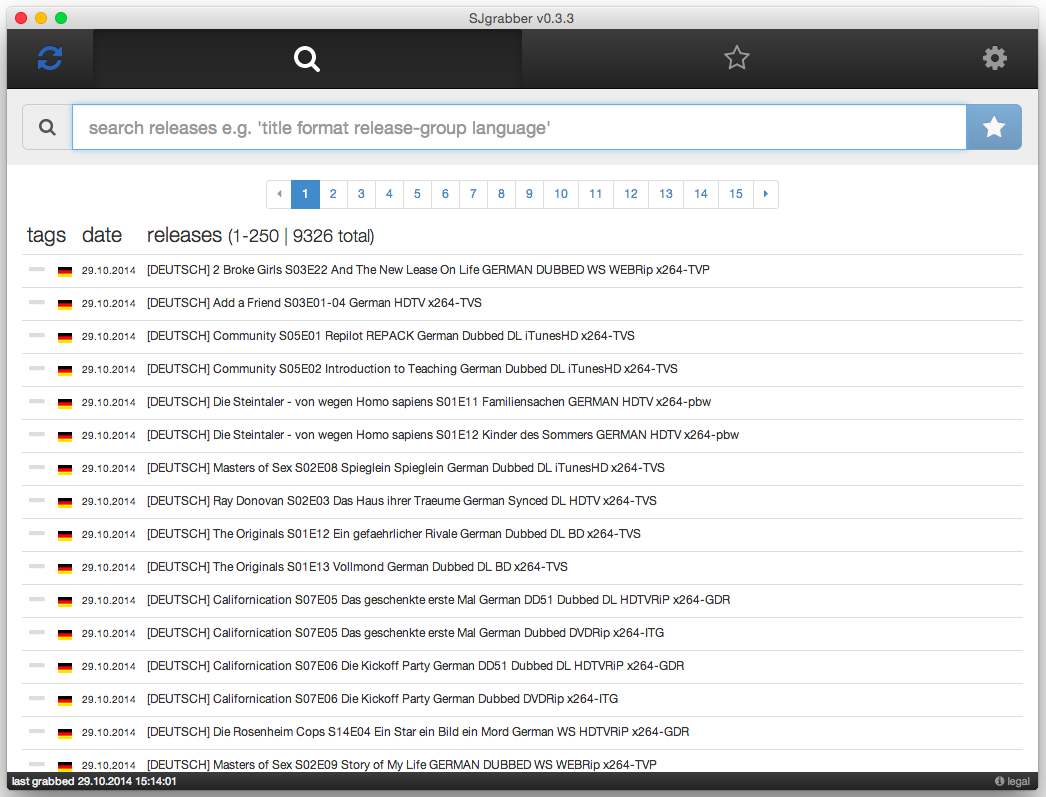 SJgrabber v0.3.3
search releases e.g. 'title format release-group language'
1 2 3 4 5 6 7 8 9 10 11 12 13 14 15
tags date releases (1-250 | 9326 total)
29.10.2014 [DEUTSCH] 2 Broke Girls S03E22 And The New Lease On Life GERMAN DUBBED WS WEBRip x264-TVP
29.10.2014 [DEUTSCH] Add a Friend S03E01-04 German HDTV x264-TVS
29.10.2014 [DEUTSCH] Community S05E01 Repilot REPACK German Dubbed DL iTunesHD x264-TVS
29.10.2014 [DEUTSCH] Community S05E02 Introduction to Teaching German Dubbed DL iTunesHD x264-TVS
29.10.2014 [DEUTSCH] Die Steintaler - von wegen Homo sapiens S01E11 Familiensachen GERMAN HDTV x264-pbw
29.10.2014 [DEUTSCH] Die Steintaler - von wegen Homo sapiens S01E12 Kinder des Sommers GERMAN HDTV x264-pbw
29.10.2014 [DEUTSCH] Masters of Sex S02E08 Spieglein Spieglein German Dubbed DL iTunesHD x264-TVS
29.10.2014 [DEUTSCH] Ray Donovan S02E03 Das Haus ihrer Traeume German Synced DL HDTV x264-TVS
29.10.2014 [DEUTSCH] The Originals S01E12 Ein gefaehrlicher Rivale German Dubbed DL BD x264-TVS
29.10.2014 [DEUTSCH] The Originals S01E13 Vollmond German Dubbed DL BD x264-TVS
29.10.2014 [DEUTSCH] Californication S07E05 Das geschenkte erste Mal German DD51 Dubbed DL HDTVRiP x264-GDR
29.10.2014 [DEUTSCH] Californication S07E05 Das geschenkte erste Mal German Dubbed DVDRip x264-ITG
29.10.2014 [DEUTSCH] Californication S07E06 Die Kickoff Party German DD51 Dubbed DL HDTVRiP x264-GDR
29.10.2014 [DEUTSCH] Californication S07E06 Die Kickoff Party German Dubbed DVDRip x264-ITG
29.10.2014 [DEUTSCH] Die Rosenheim Cops S14E04 Ein Star ein Bild ein Mord German WS HDTVRiP x264-GDR
29.10.2014 [DEUTSCH] Masters of Sex S02E09 Story of My Life GERMAN DUBBED WS WEBRip x264-TVP
last grabbed 29.10.2014 15:14:01 legal